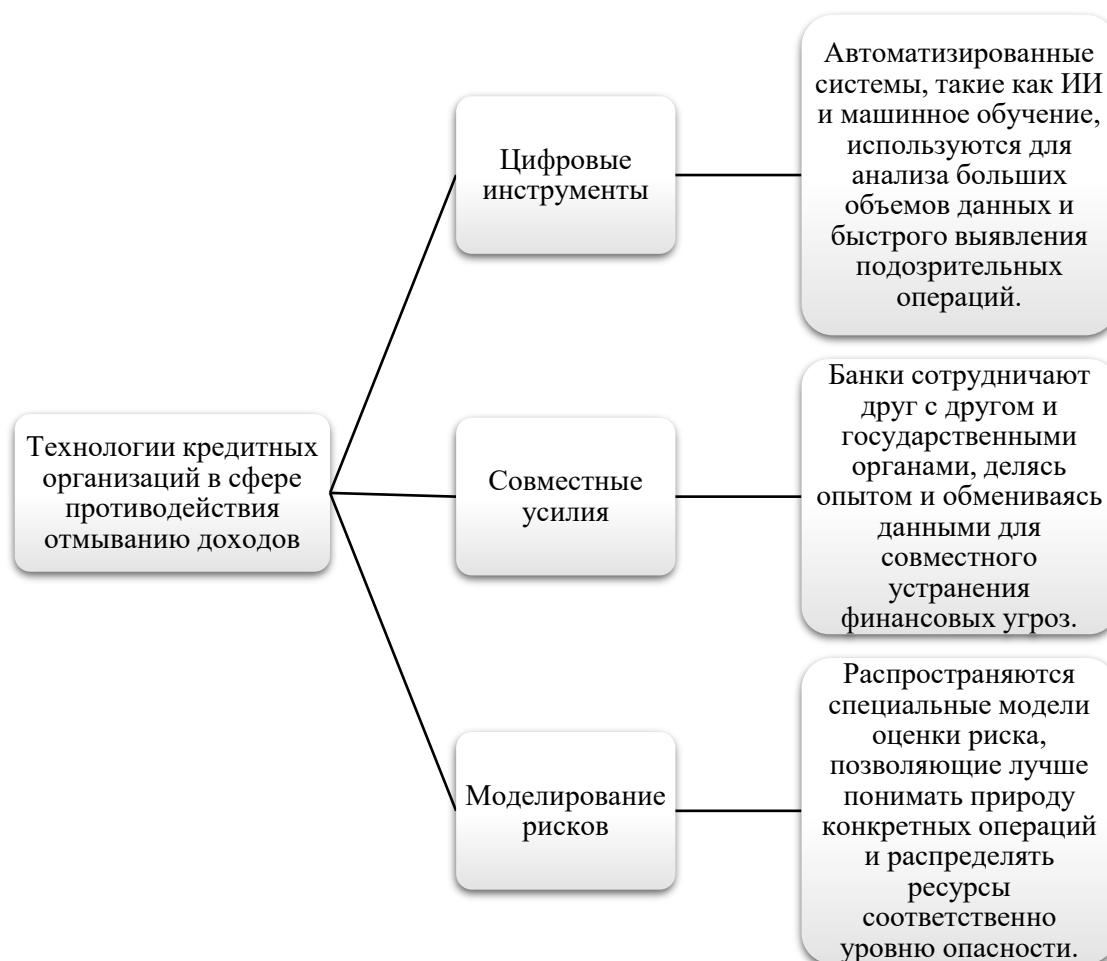 Технологии кредитных
организаций в сфере
противодействия
отмыванию доходов
Цифровые
инструменты
Автоматизированные
системы, такие как ИИ
и машинное обучение,
используются для
анализа больших
объемов данных и
быстрого выявления
подозрительных
операций.
Совместные
усилия
Банки сотрудничают
друг с другом и
государственными
органами, делясь
опытом и обмениваясь
данными для
совместного
устранения
финансовых угроз.
Моделирование
рисков
Распространяются
специальные модели
оценки риска,
позволяющие лучше
понимать природу
конкретных операций
и распределять
ресурсы
соответственно
уровню опасности.